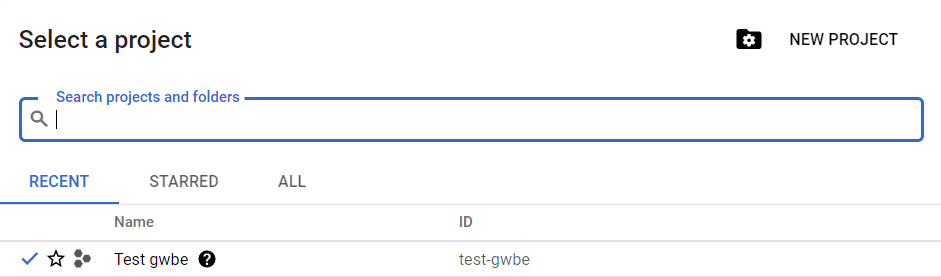 Select a project
NEW PROJECT
Search projects and folders
RECENT STARRED ALL
Name ID
Test gwbe ? test-gwbe